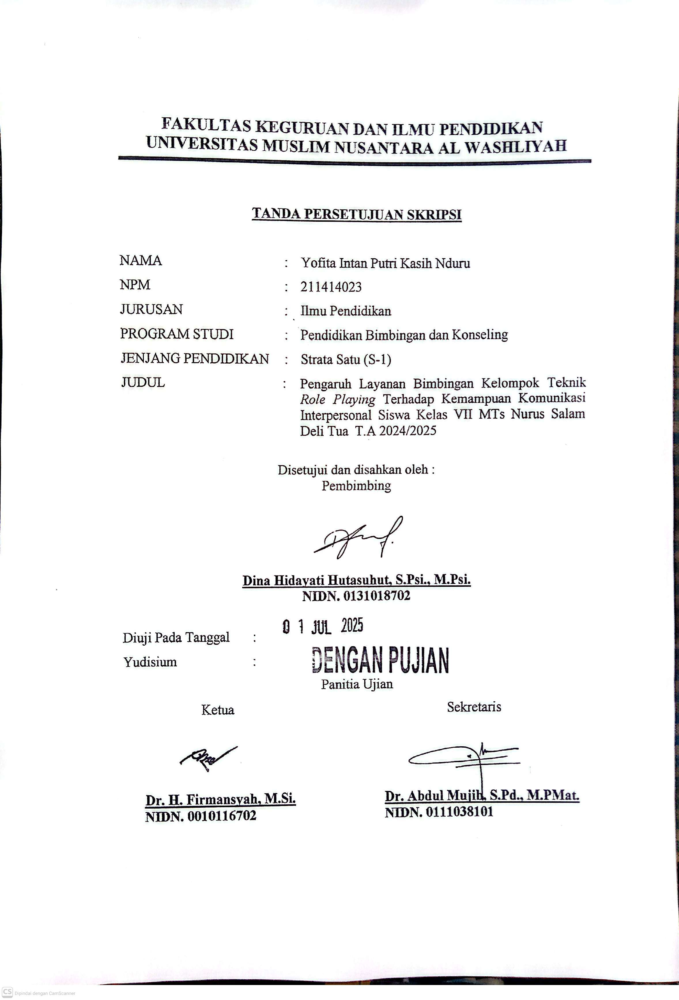 FAKULTAS KEGURUAN DAN ILMU PENDIDIKAN
UNIVERSITAS MUSLIM NUSANTARA AL WASHLIYAH
TANDA PERSETUJUAN SKRIPSI
NAMA : Yofita Intan Putri Kasih Nduru
NPM : 211414023
JURUSAN : Ilmu Pendidikan
PROGRAM STUDI : Pendidikan Bimbingan dan Konseling
JENJANG PENDIDIKAN : Strata Satu (S-1)
JUDUL : Pengaruh Layanan Bimbingan Kelompok Teknik
Role Playing Terhadap Kemampuan Komunikasi
Interpersonal Siswa Kelas VII MTs Nurus Salam
Deli Tua T.A 2024/2025
Disetujui dan disahkan oleh :
Pembimbing
Dina Hidayati Hutasuhut, S.Psi., M.Psi.
NIDN. 0131018702
Diuji Pada Tanggal : 01 JUL 2025
Yudisium : DENGAN PUJIAN
Panitia Ujian
Ketua Sekretaris
Dr. H. Firmansyah, M.Si. Dr. Abdul Mujib, S.Pd., M.PMat.
NIDN. 0010116702 NIDN. 0111038101
CS Dipindai dengan CamScanner